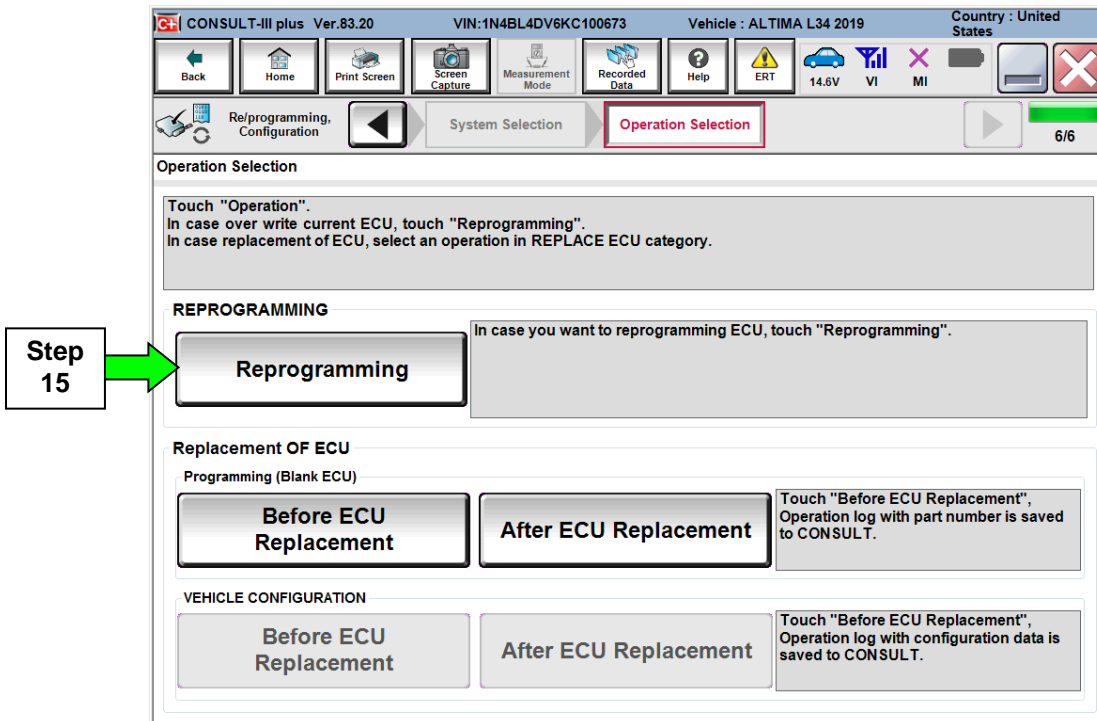 CONSULT-III plus Ver.83.20 VIN:1N4BL4DV6KC100673 Vehicle : ALTIMA L34 2019 Country : United
States
Back
Home
Print Screen
Screen
Capture
Measurement
Mode
Recorded
Data
Help
ERT
14.6V
VI
MI
Re/programming,
Configuration
System Selection
Operation Selection
6/6
Operation Selection
Touch "Operation".
In case over write current ECU, touch "Reprogramming".
In case replacement of ECU, select an operation in REPLACE ECU category.
REPROGRAMMING
Step
15
Reprogramming
In case you want to reprogramming ECU, touch "Reprogramming".
Replacement OF ECU
Programming (Blank ECU)
Before ECU
Replacement
After ECU Replacement
Touch "Before ECU Replacement",
Operation log with part number is saved
to CONSULT.
VEHICLE CONFIGURATION
Before ECU
Replacement
After ECU Replacement
Touch "Before ECU Replacement",
Operation log with configuration data is
saved to CONSULT.